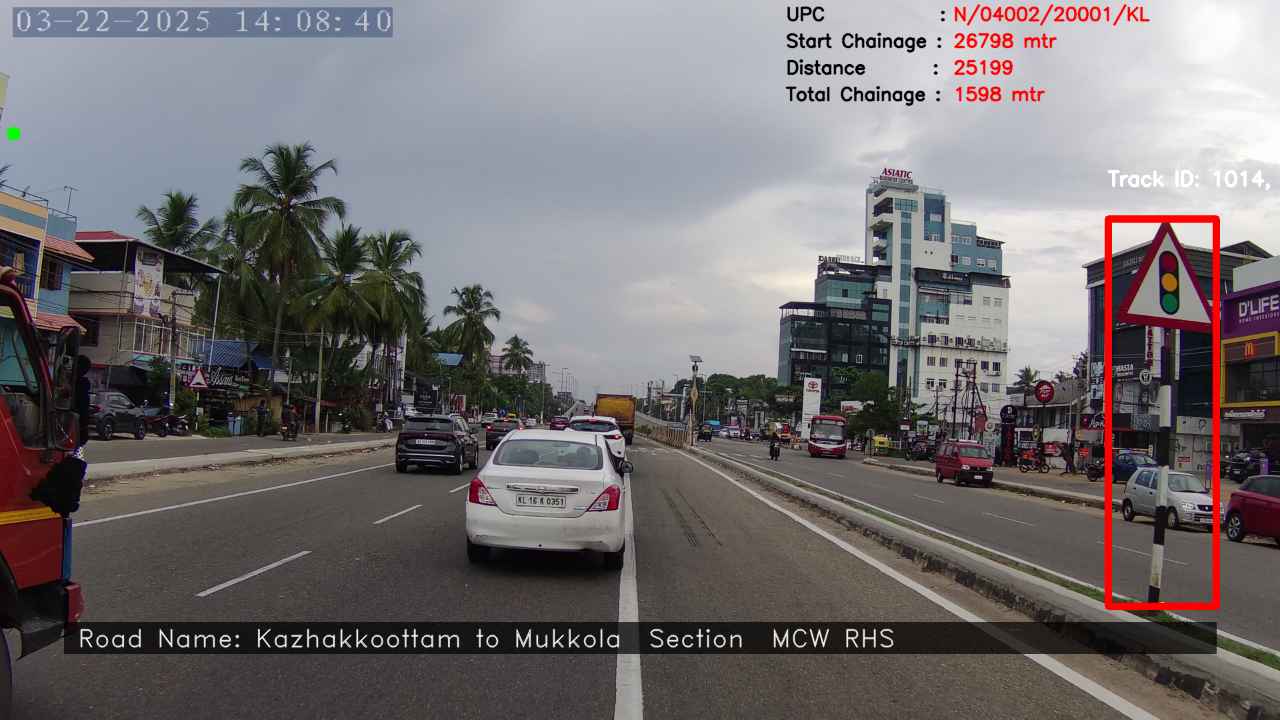 03-22-2025 14:08:40
UPC : N/04002/20001/KL
Start Chainage : 26798 mtr
Distance : 25199
Total Chainage : 1598 mtr
Track ID: 1014,
ASIATIC
D'LIFE
TOYOTA
KL 16 K 0351
Road Name: Kazhakkoottam to Mukkola Section MCW RHS